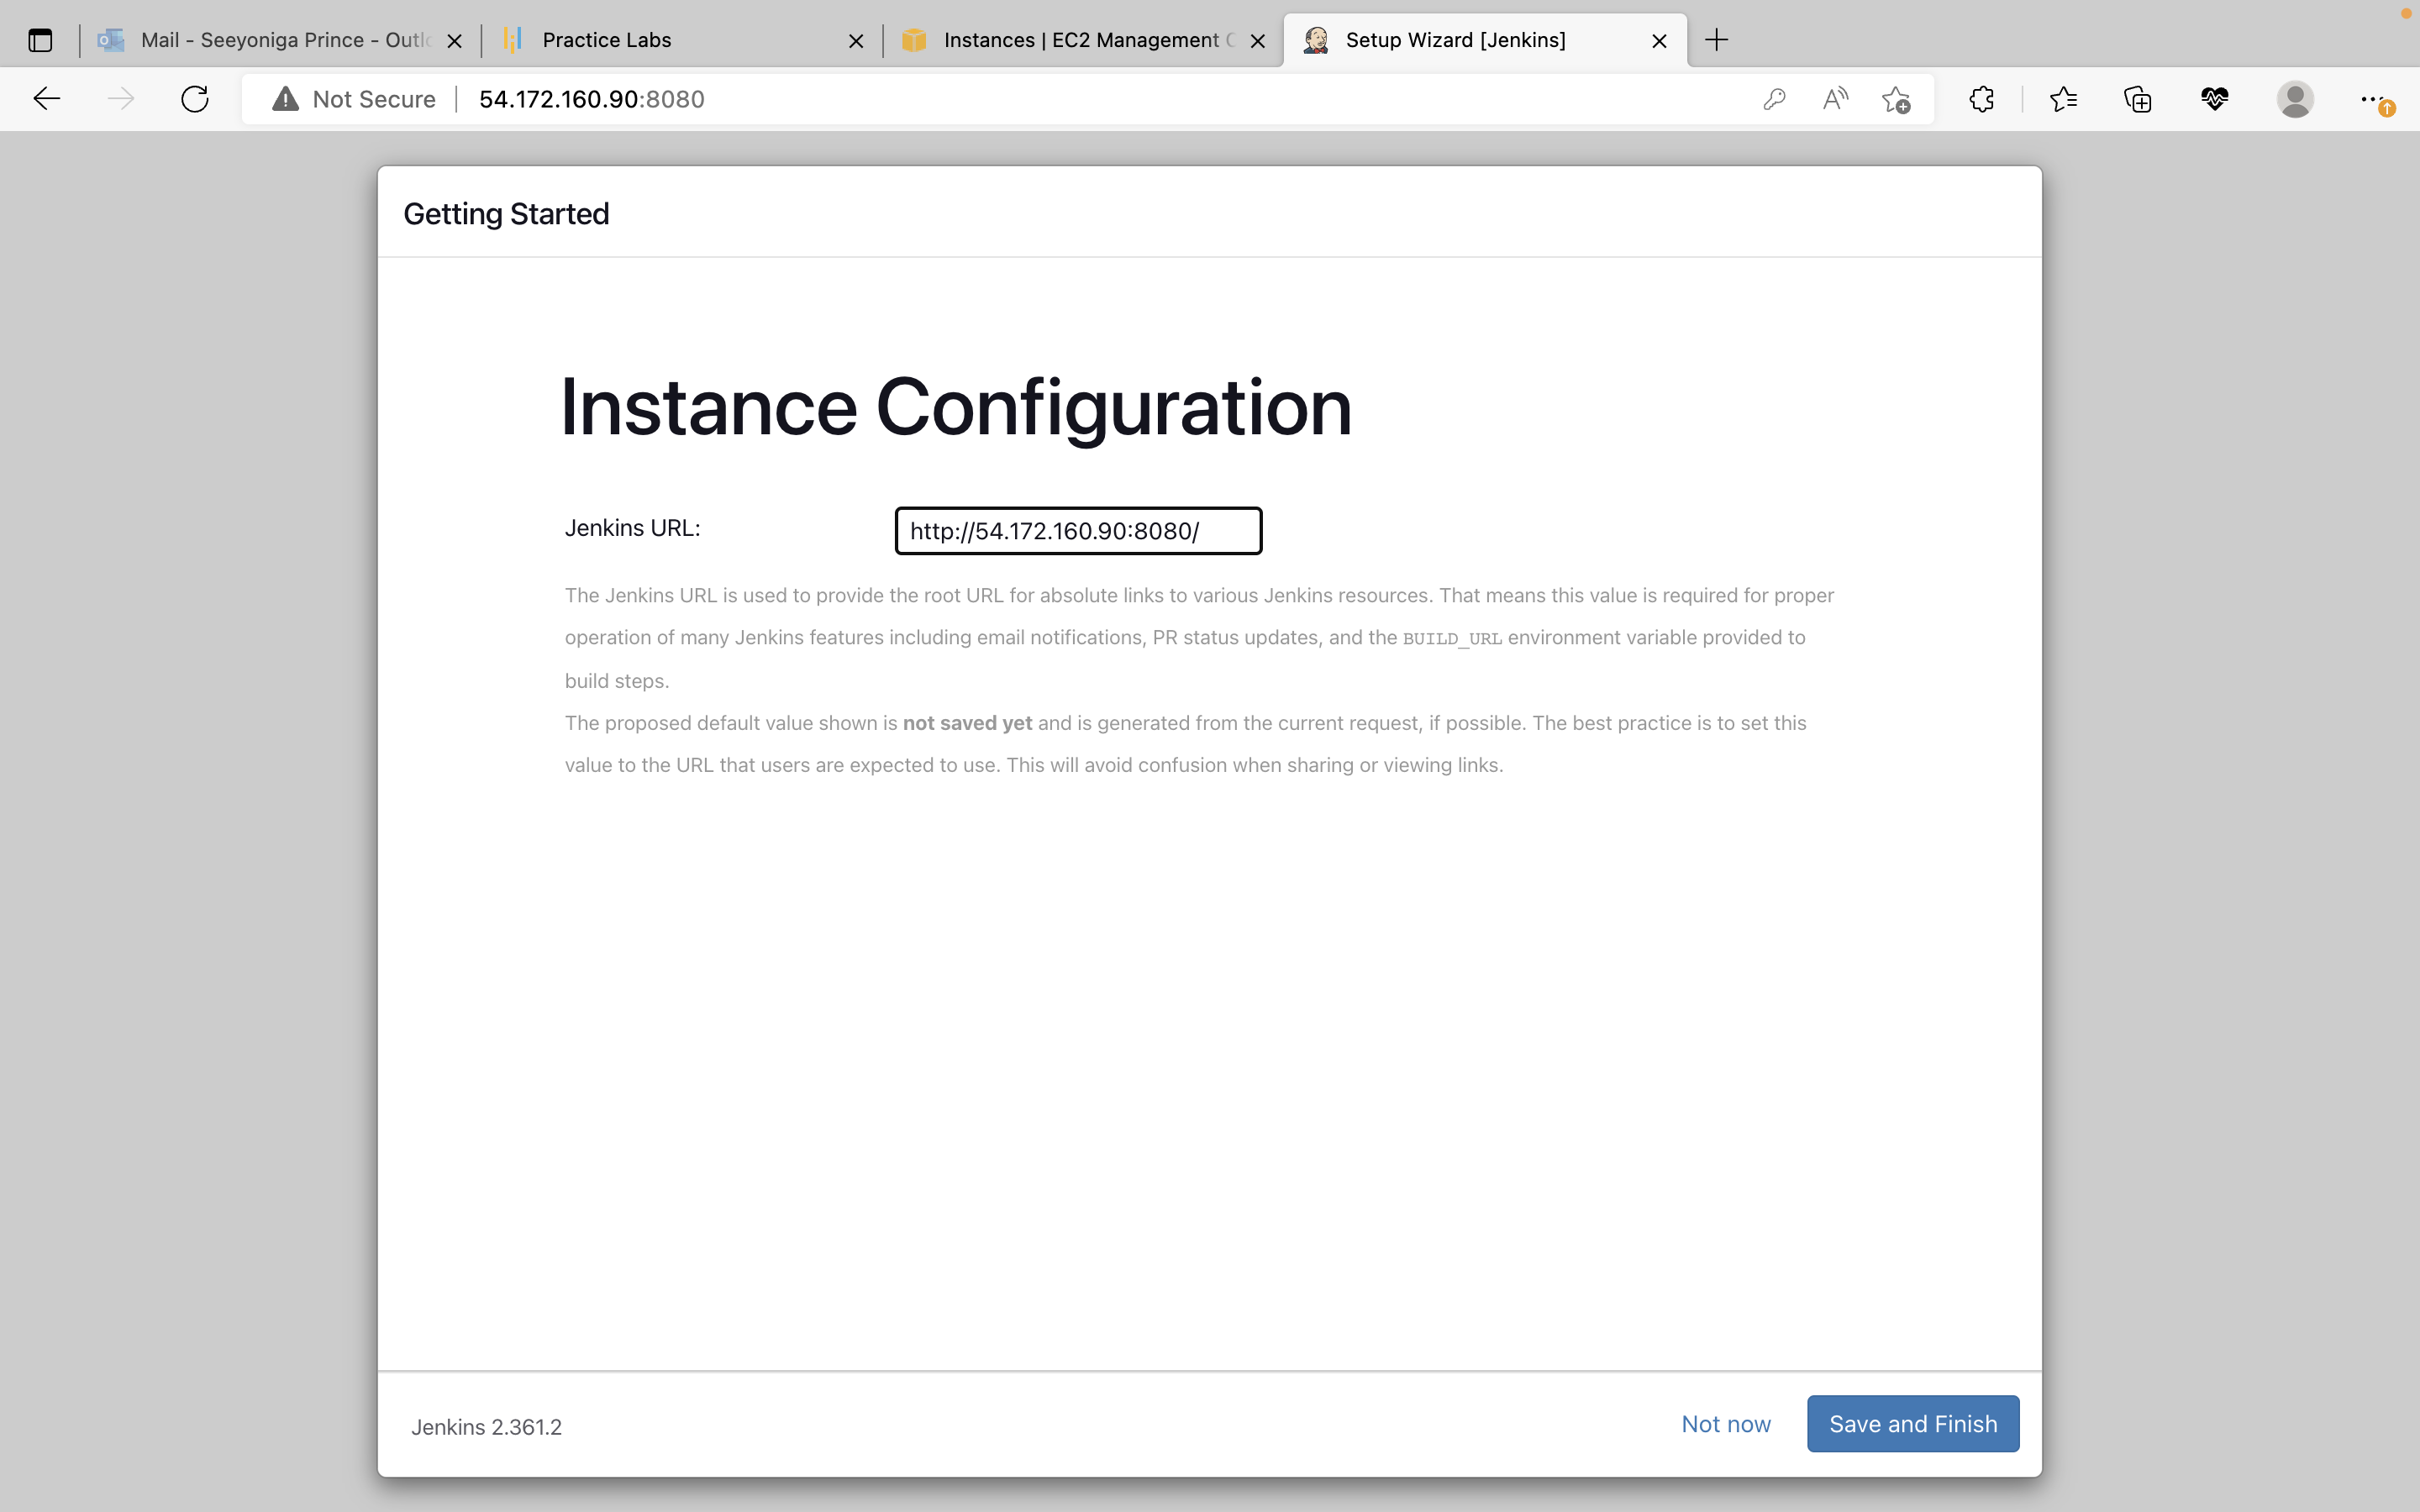 Mail - Seeyoniga Prince - Outlo
Practice Labs
Instances | EC2 Management C
Setup Wizard [Jenkins]
Not Secure
54.172.160.90:8080
Getting Started
Instance Configuration
Jenkins URL:
http://54.172.160.90:8080/
The Jenkins URL is used to provide the root URL for absolute links to various Jenkins resources. That means this value is required for proper
operation of many Jenkins features including email notifications, PR status updates, and the BUILD_URL environment variable provided to
build steps.
The proposed default value shown is not saved yet and is generated from the current request, if possible. The best practice is to set this
value to the URL that users are expected to use. This will avoid confusion when sharing or viewing links.
Jenkins 2.361.2
Not now
Save and Finish